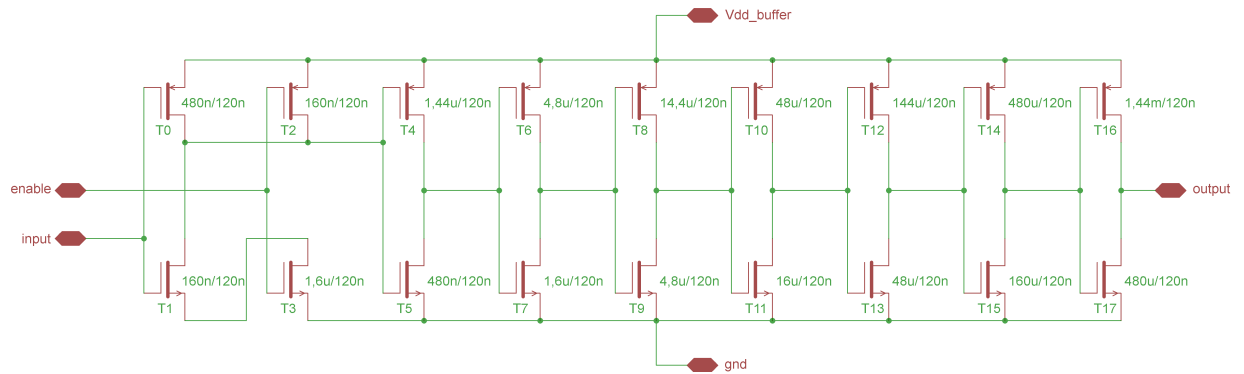 Vdd_buffer
480n/120n
160n/120n
1,44u/120n
4,8u/120n
14,4u/120n
48u/120n
144u/120n
480u/120n
1,44m/120n
T0
T2
T4
T6
T8
T10
T12
T14
T16
enable
output
input
160n/120n
1,6u/120n
480n/120n
1,6u/120n
4,8u/120n
16u/120n
48u/120n
160u/120n
480u/120n
T1
T3
T5
T7
T9
T11
T13
T15
T17
gnd